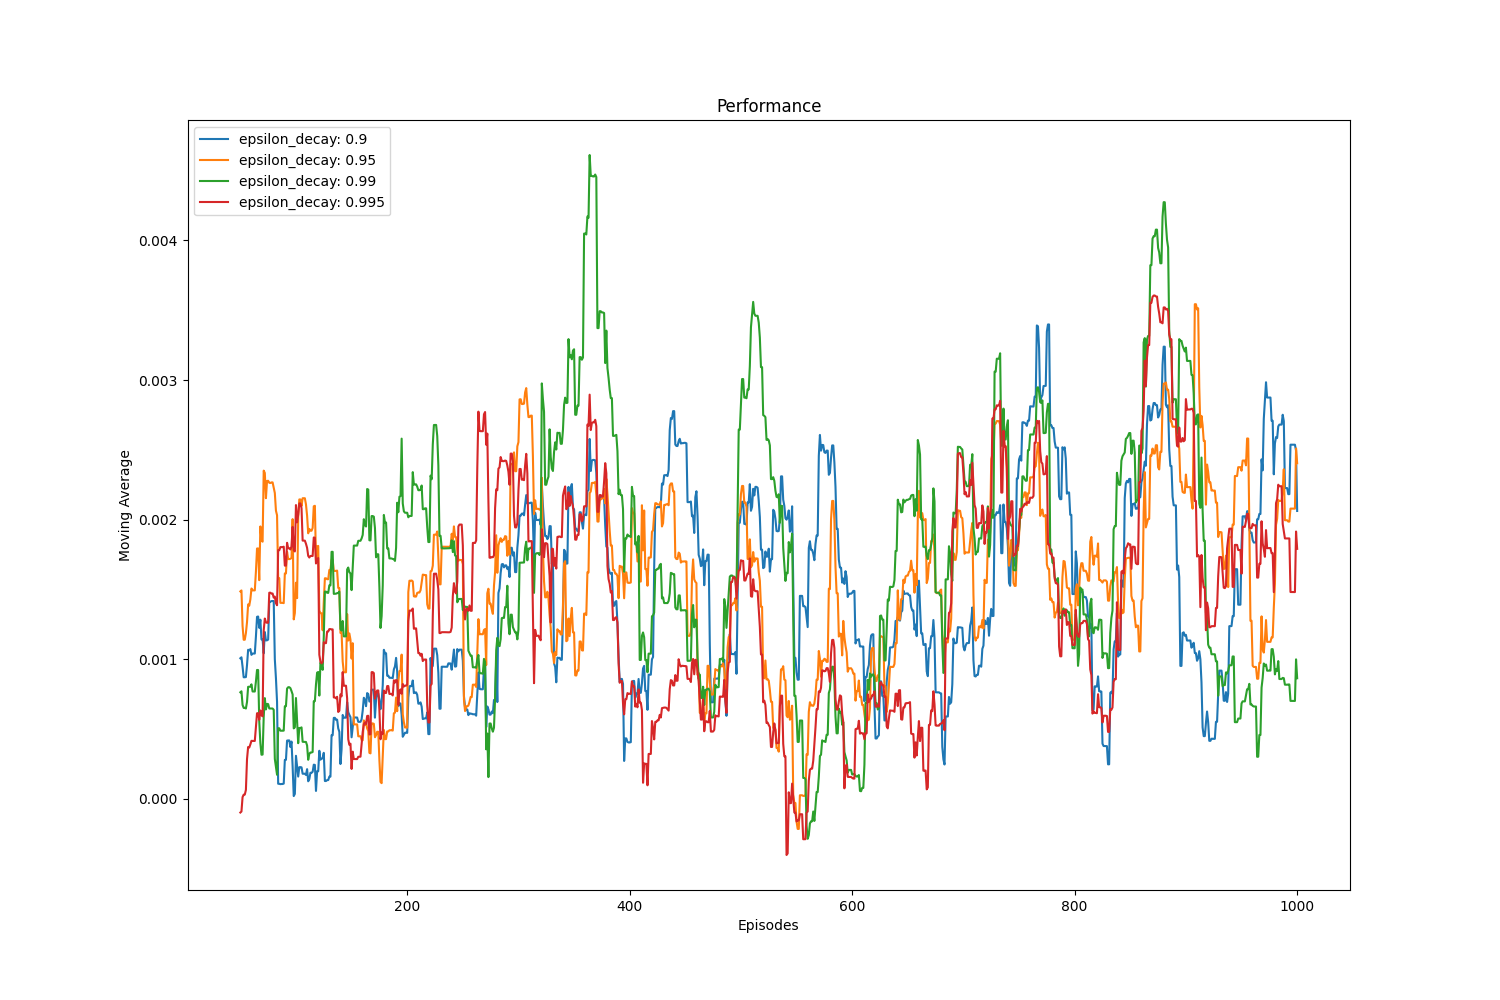 Performance
epsilon_decay: 0.9
epsilon_decay: 0.95
epsilon_decay: 0.99
epsilon_decay: 0.995
Moving Average
0.004
0.003
0.002
0.001
0.000
200
400
600
800
1000
Episodes